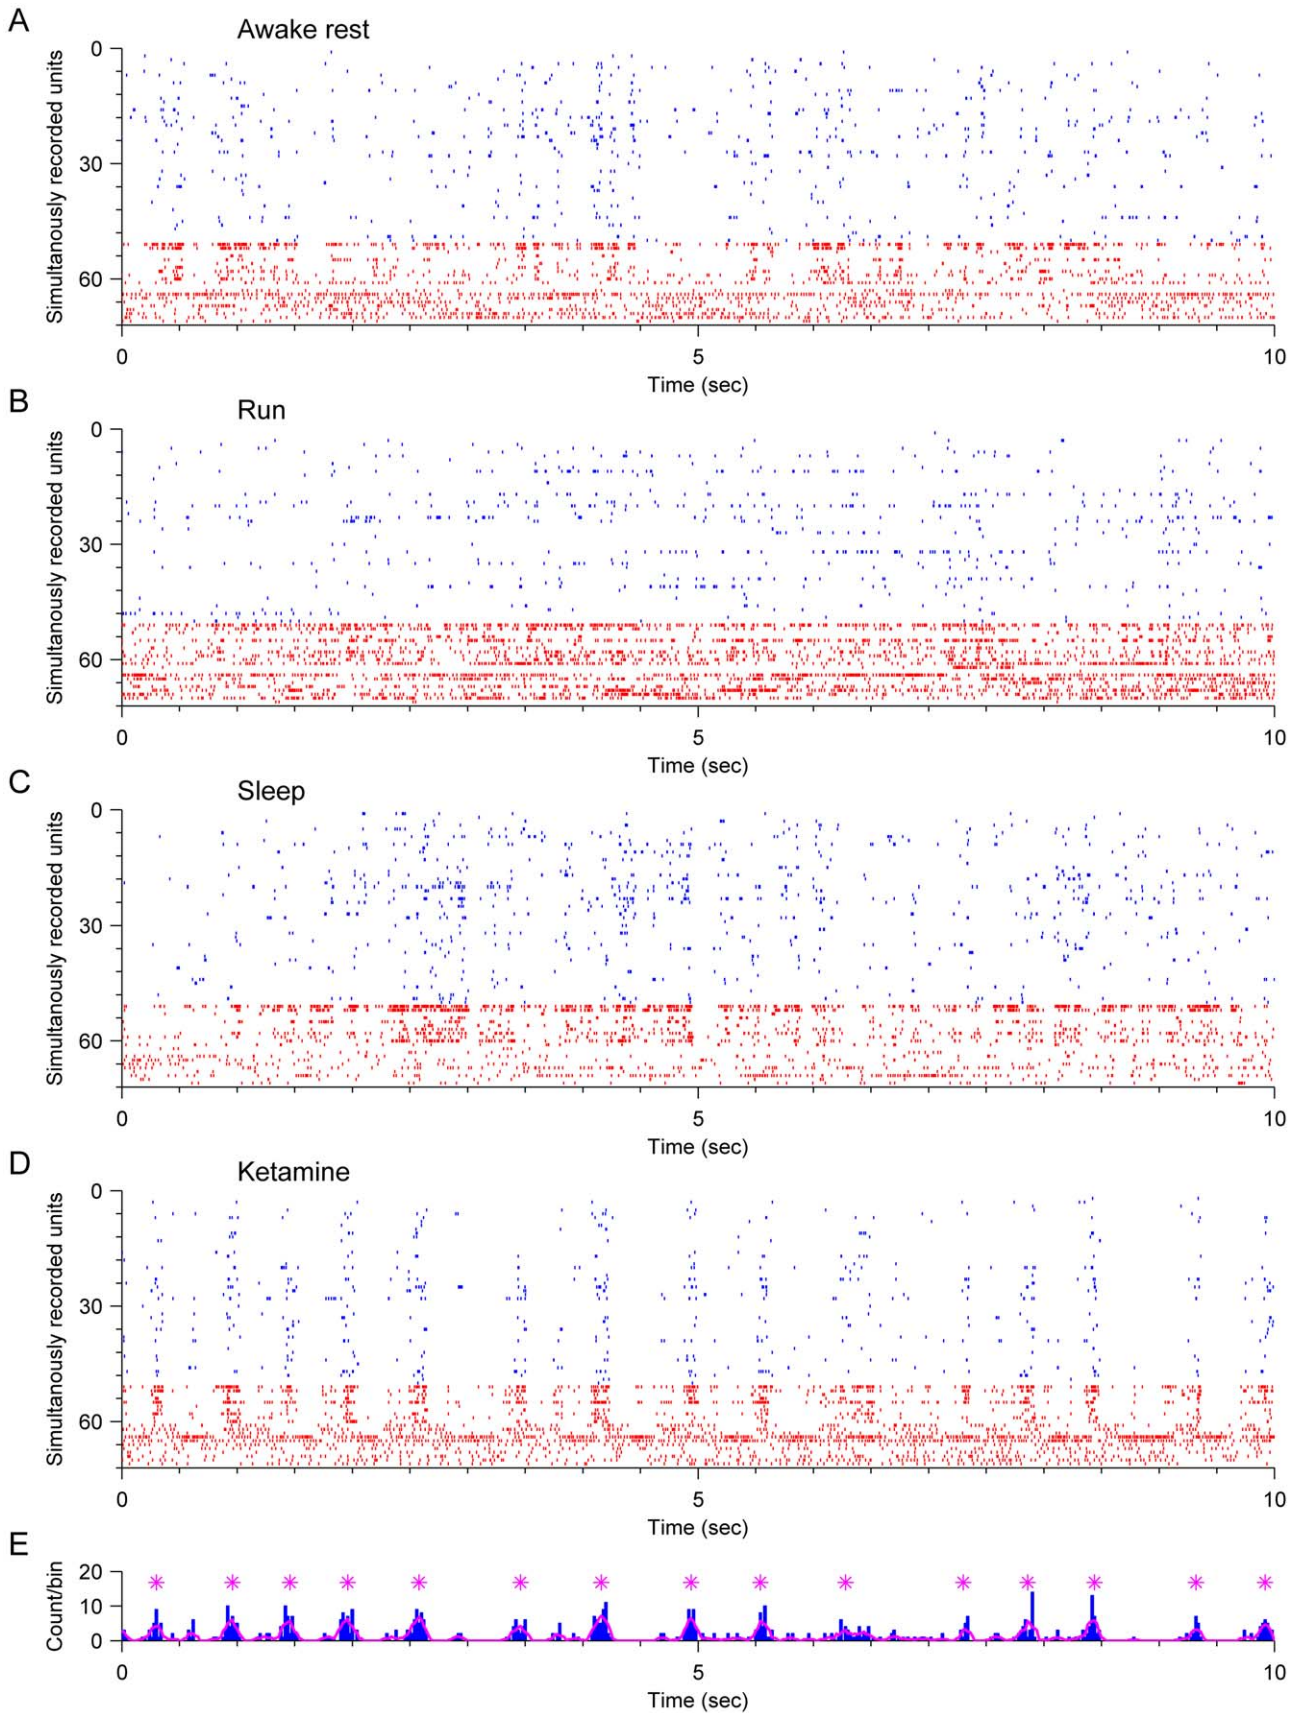 A
Awake rest
Simultanously recorded units
0
30
60
0 5 10
Time (sec)
B
Run
Simultanously recorded units
0
30
60
0 5 10
Time (sec)
C
Sleep
Simultanously recorded units
0
30
60
0 5 10
Time (sec)
D
Ketamine
Simultanously recorded units
0
30
60
0 5 10
Time (sec)
E
Count/bin
20
10
0
0 5 10
Time (sec)